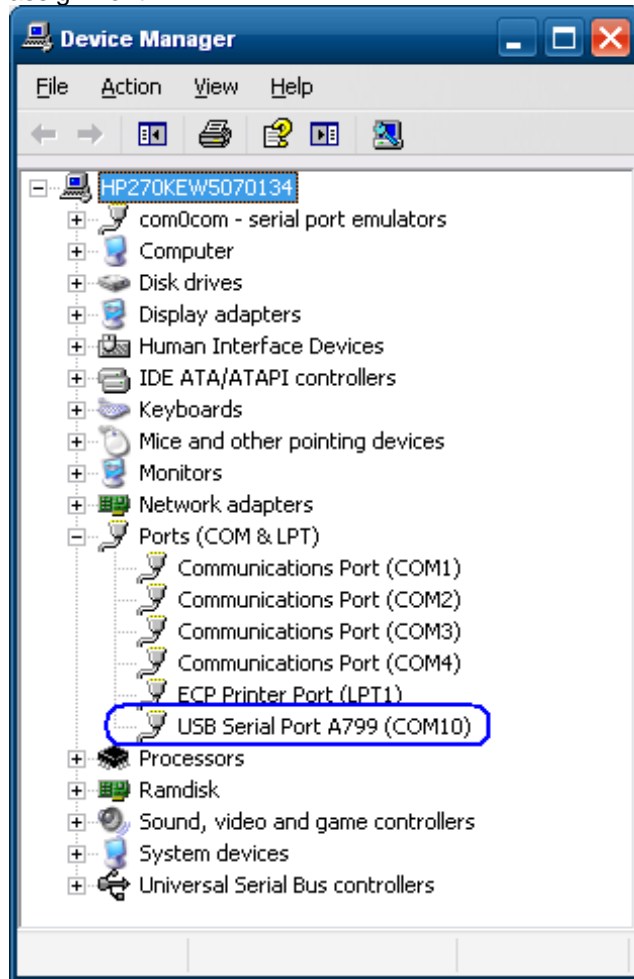 Device Manager
File Action View Help
HP270KEW5070134
com0com - serial port emulators
Computer
Disk drives
Display adapters
Human Interface Devices
IDE ATA/ATAPI controllers
Keyboards
Mice and other pointing devices
Monitors
Network adapters
Ports (COM & LPT)
Communications Port (COM1)
Communications Port (COM2)
Communications Port (COM3)
Communications Port (COM4)
ECP Printer Port (LPT1)
USB Serial Port A799 (COM10)
Processors
Ramdisk
Sound, video and game controllers
System devices
Universal Serial Bus controllers